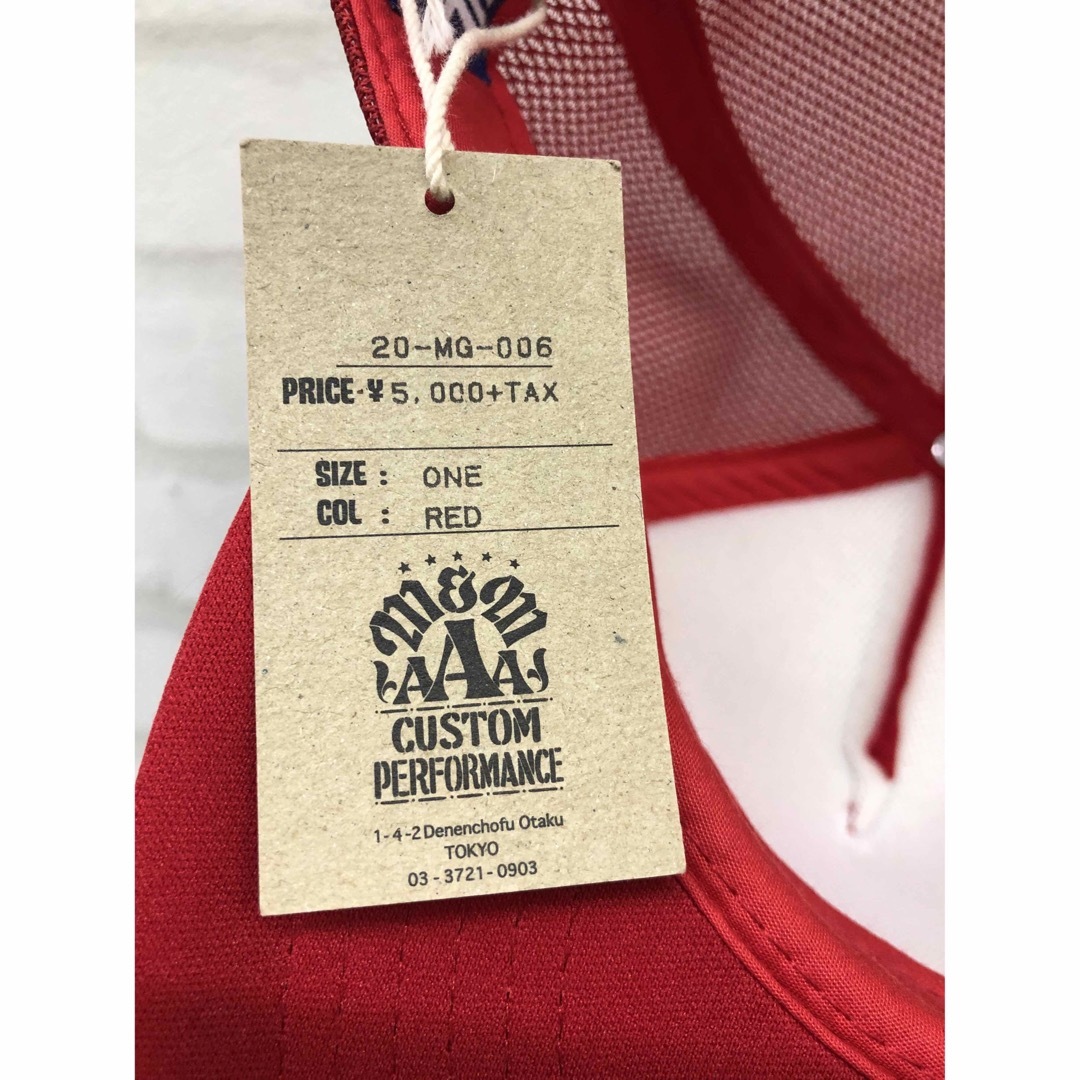 20-MG-006
PRICE-¥5,000+TAX
SIZE : ONE
COL : RED
M&M
AAA
CUSTOM
PERFORMANCE
1-4-2 Denenchofu Otaku
TOKYO
03-3721-0903